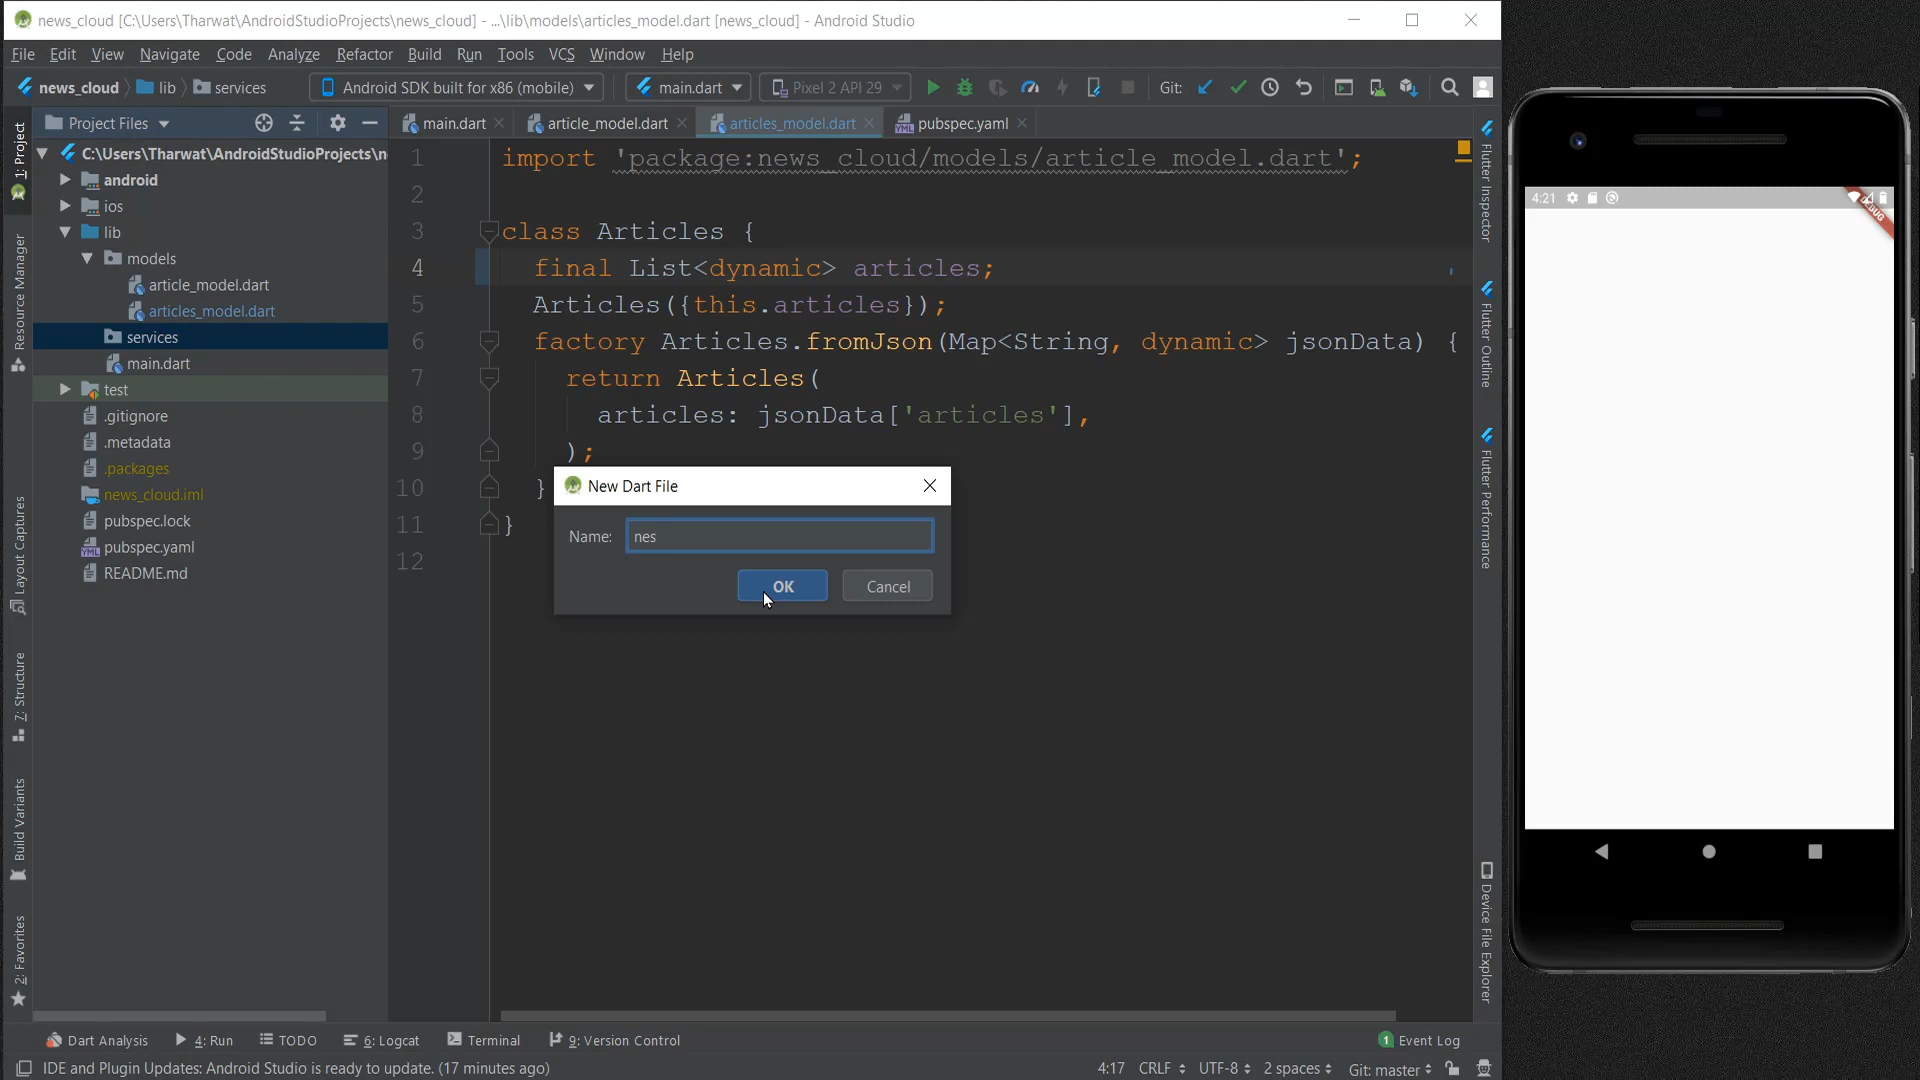 news_cloud [C:\Users\Tharwat\AndroidStudioProjects\news_cloud] - ...\lib\models\articles_model.dart [news_cloud] - Android Studio
File Edit View Navigate Code Analyze Refactor Build Run Tools VCS Window Help
news_cloud lib services Android SDK built for x86 (mobile) main.dart Pixel 2 API 29 Git:
Project Files
main.dart article_model.dart articles_model.dart pubspec.yaml
C:\Users\Tharwat\AndroidStudioProjects\n
android
ios
lib
models
article_model.dart
articles_model.dart
services
main.dart
test
.gitignore
.metadata
.packages
news_cloud.iml
pubspec.lock
pubspec.yaml
README.md
1 import 'package:news_cloud/models/article_model.dart';
2
3 class Articles {
4 final List<dynamic> articles;
5 Articles({this.articles});
6 factory Articles.fromJson(Map<String, dynamic> jsonData) {
7 return Articles(
8 articles: jsonData['articles'],
9 );
10 }
11 }
12
New Dart File
Name: nes
OK Cancel
1: Project
Resource Manager
Layout Captures
7: Structure
Build Variants
2: Favorites
Flutter Inspector
Flutter Outline
Flutter Performance
Device File Explorer
4:21
DEBUG
Dart Analysis 4: Run TODO 6: Logcat Terminal 9: Version Control 1 Event Log
IDE and Plugin Updates: Android Studio is ready to update. (17 minutes ago) 4:17 CRLF UTF-8 2 spaces Git: master